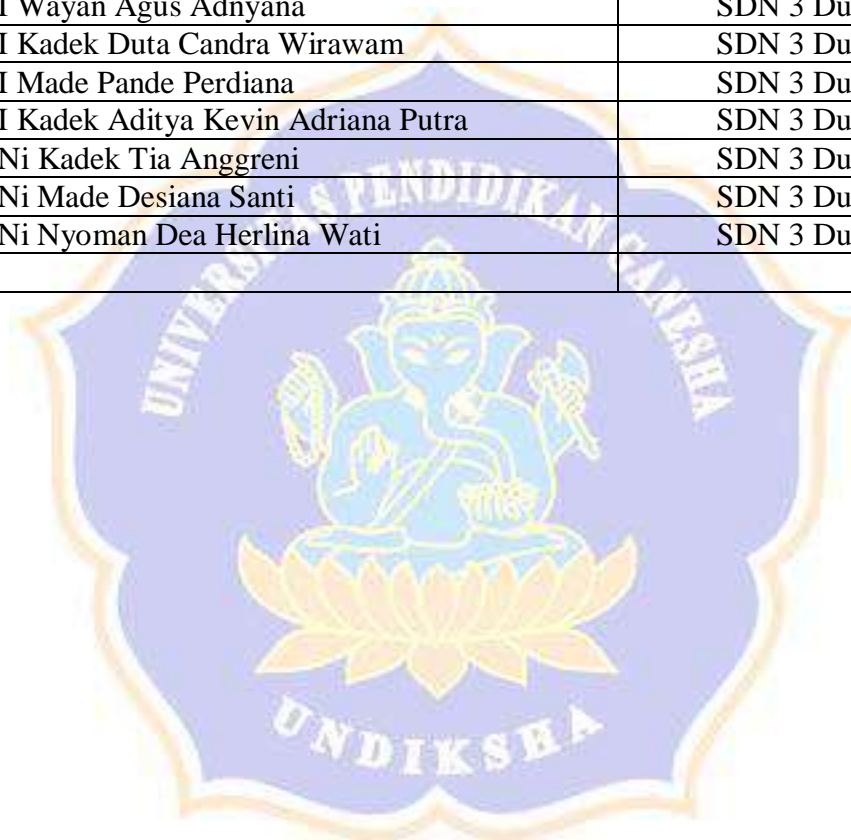 I Wayan Agus Adnyana SDN 3 Du
I Kadek Duta Candra Wirawam SDN 3 Du
I Made Pande Perdiana SDN 3 Du
I Kadek Aditya Kevin Adriana Putra SDN 3 Du
Ni Kadek Tia Anggreni SDN 3 Du
Ni Made Desiana Santi SDN 3 Du
Ni Nyoman Dea Herlina Wati SDN 3 Du
UNIVERSITAS PENDIDIKAN GANESHA
UNDIKSHA